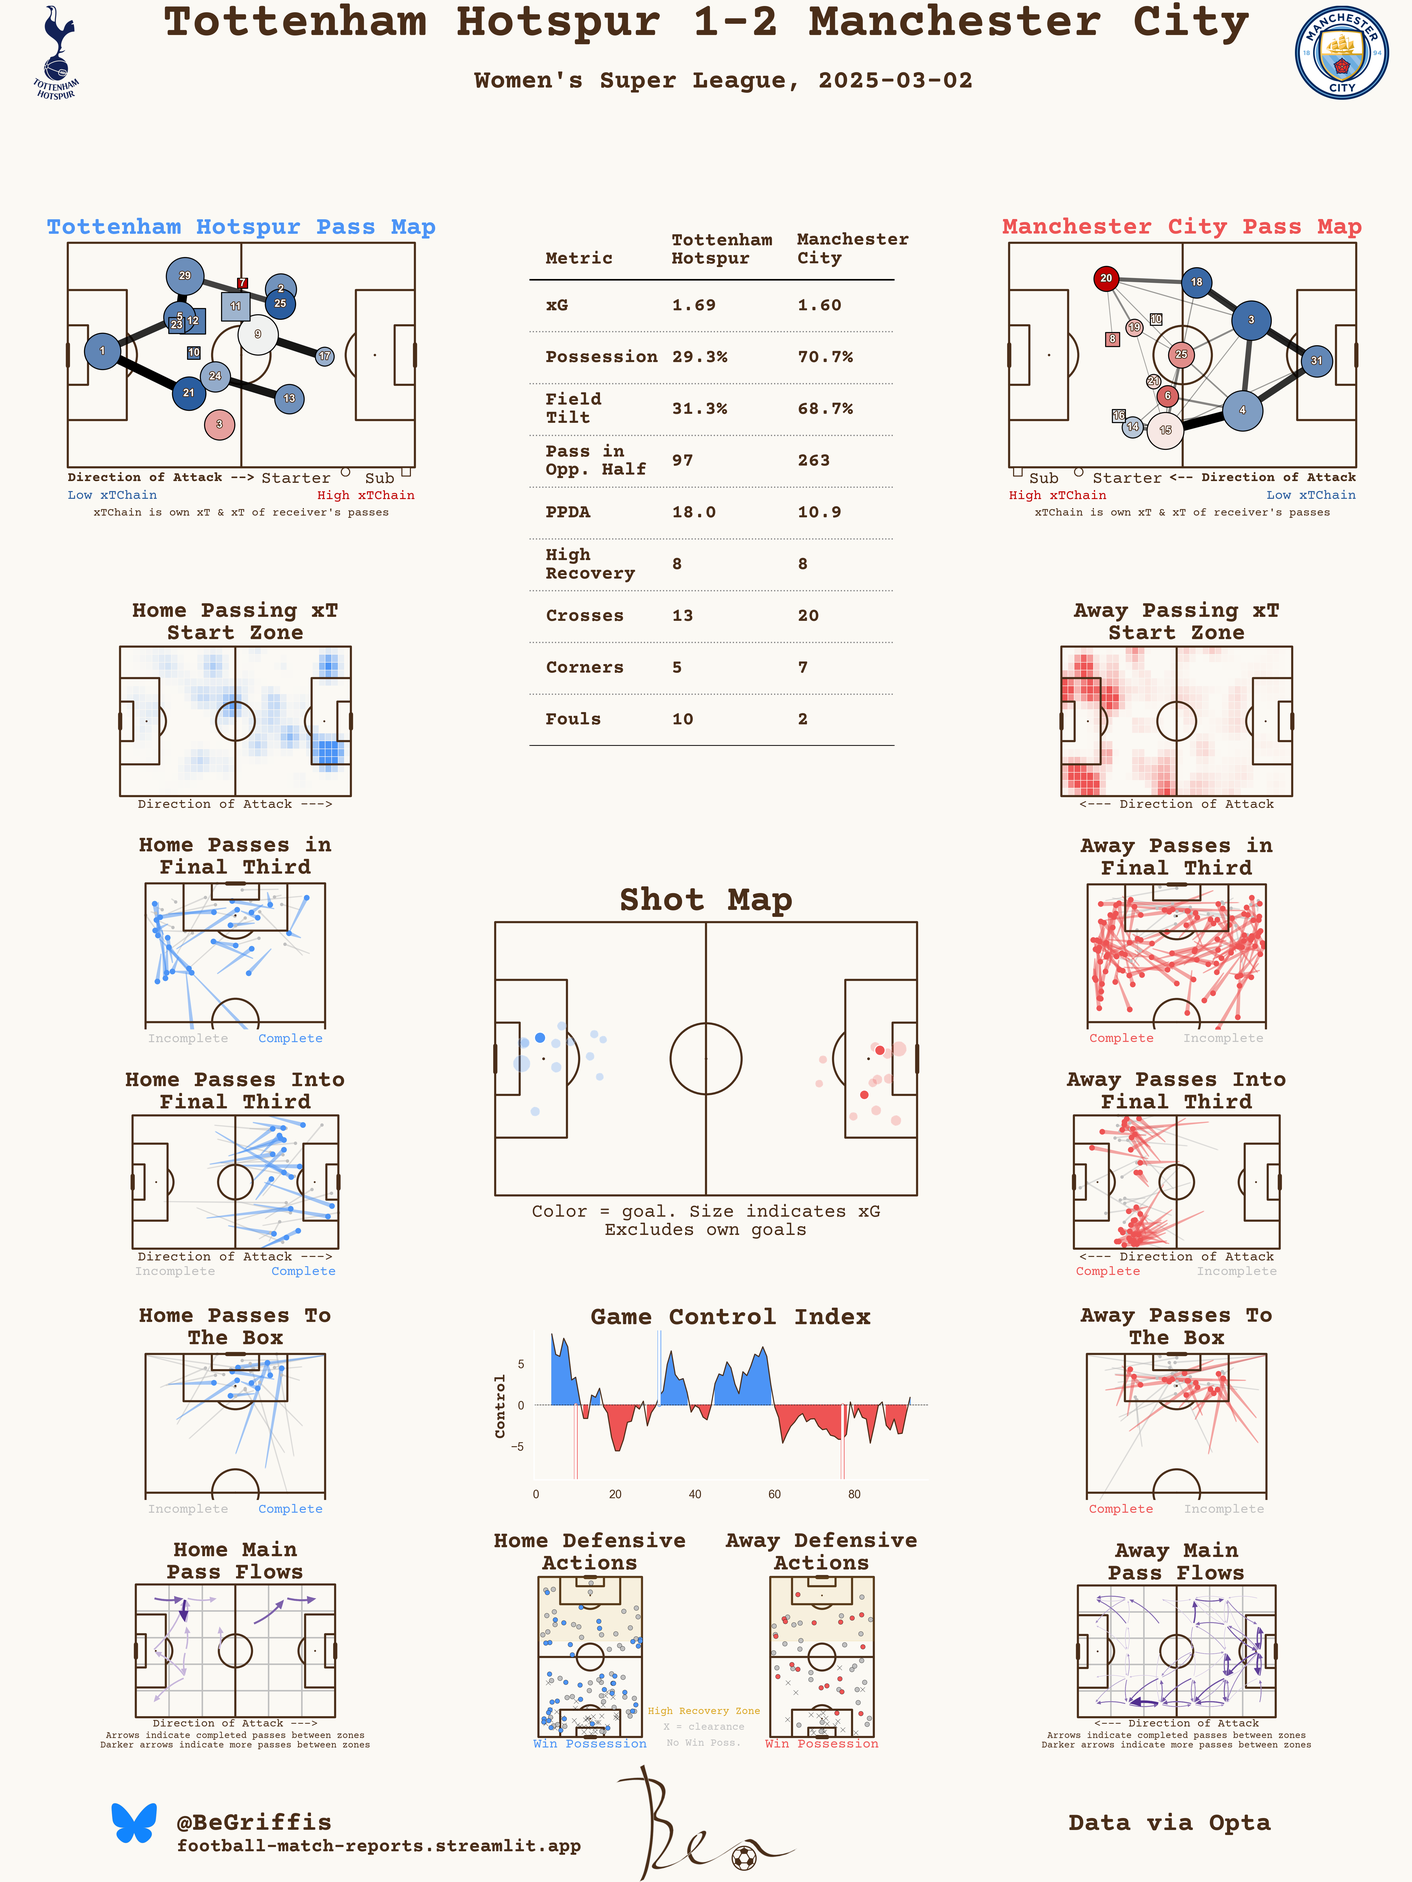 Tottenham Hotspur 1-2 Manchester City
Women's Super League, 2025-03-02
TOTTENHAM
HOTSPUR
MANCHESTER
18 94
CITY
Tottenham Hotspur Pass Map
29
7
2
25
11
5
12
23
9
1
10
17
24
21
13
3
Direction of Attack --> Starter Sub
Low xTChain High xTChain
xTChain is own xT & xT of receiver's passes
Metric Tottenham Hotspur Manchester City
xG 1.69 1.60
Possession 29.3% 70.7%
Field Tilt 31.3% 68.7%
Pass in Opp. Half 97 263
PPDA 18.0 10.9
High Recovery 8 8
Crosses 13 20
Corners 5 7
Fouls 10 2
Manchester City Pass Map
20
18
10
3
19
8
25
31
21
6
4
16
14
15
Sub Starter <-- Direction of Attack
High xTChain Low xTChain
xTChain is own xT & xT of receiver's passes
Home Passing xT
Start Zone
Direction of Attack --->
Away Passing xT
Start Zone
<--- Direction of Attack
Home Passes in
Final Third
Incomplete Complete
Away Passes in
Final Third
Complete Incomplete
Shot Map
Color = goal. Size indicates xG
Excludes own goals
Home Passes Into
Final Third
Direction of Attack --->
Incomplete Complete
Away Passes Into
Final Third
<--- Direction of Attack
Complete Incomplete
Home Passes To
The Box
Incomplete Complete
Game Control Index
Control
5
0
−5
0 20 40 60 80
Away Passes To
The Box
Complete Incomplete
Home Main
Pass Flows
Direction of Attack --->
Arrows indicate completed passes between zones
Darker arrows indicate more passes between zones
Home Defensive
Actions
Win Possession
Away Defensive
Actions
Win Possession
High Recovery Zone
X = clearance
No Win Poss.
Away Main
Pass Flows
<--- Direction of Attack
Arrows indicate completed passes between zones
Darker arrows indicate more passes between zones
@BeGriffis
football-match-reports.streamlit.app
Ben
Data via Opta